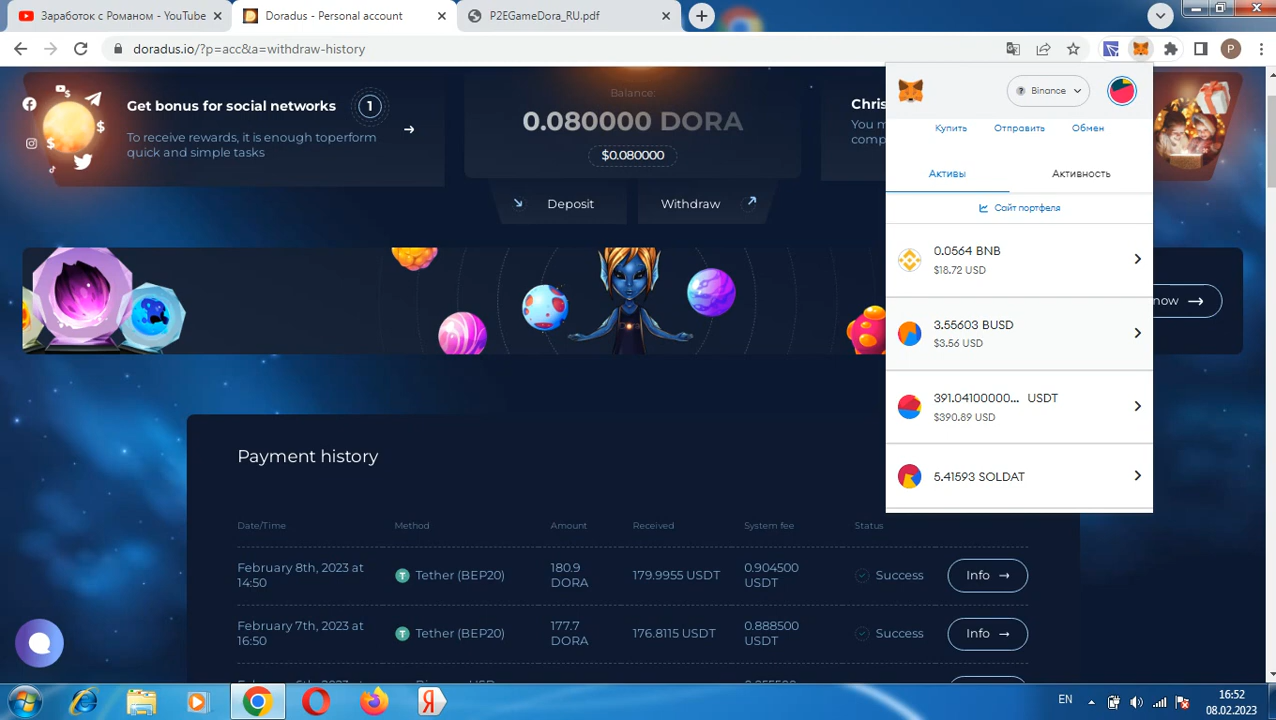 Заработок с Романом - YouTube
Doradus - Personal account
P2EGameDora_RU.pdf
doradus.io/?p=acc&a=withdraw-history
P
Get bonus for social networks
1
To receive rewards, it is enough toperform
quick and simple tasks
Balance:
0.080000 DORA
$0.080000
Deposit
Withdraw
Chris
You m
comp
now
Binance
Купить
Отправить
Обмен
Активы
Активность
Сайт портфеля
0.0564 BNB
$18.72 USD
3.55603 BUSD
$3.56 USD
391.04100000... USDT
$390.89 USD
5.41593 SOLDAT
Payment history
Date/Time
Method
Amount
Received
System fee
Status
February 8th, 2023 at
14:50
Tether (BEP20)
180.9
DORA
179.9955 USDT
0.904500
USDT
Success
Info
February 7th, 2023 at
16:50
Tether (BEP20)
177.7
DORA
176.8115 USDT
0.888500
USDT
Success
Info
EN
16:52
08.02.2023